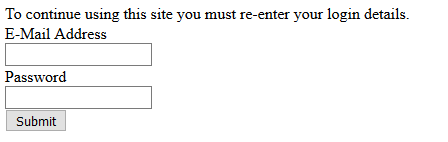 To continue using this site you must re-enter your login details.
E-Mail Address
Password
Submit